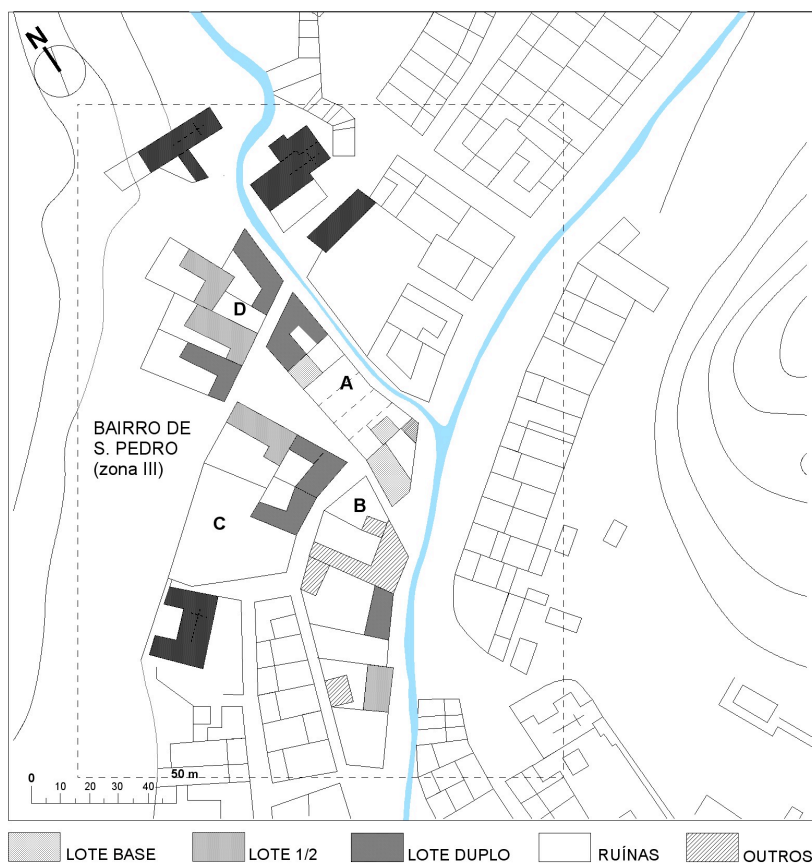 N
D
A
BAIRRO DE
S. PEDRO
(zona III)
B
C
0 10 20 30 40 50 m
LOTE BASE LOTE 1/2 LOTE DUPLO RUÍNAS OUTROS